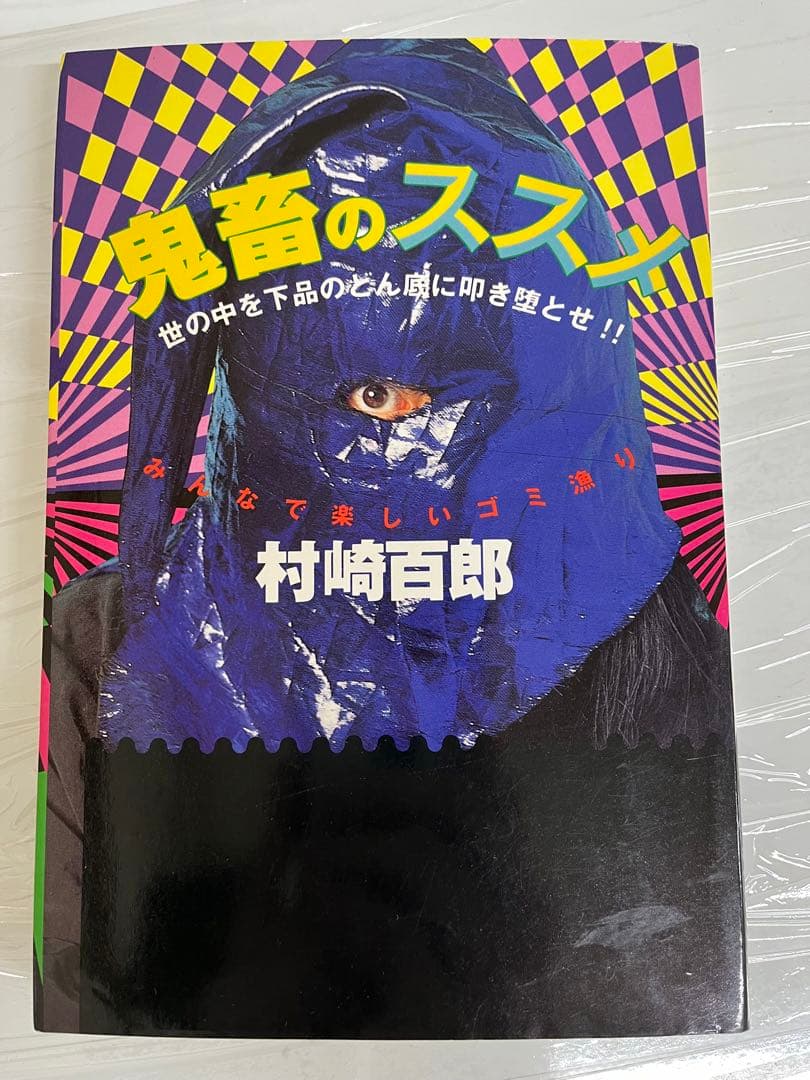 鬼畜のススメ
世の中を下品のどん底に叩き堕とせ!!
みんなで楽しいゴミ漁り
村崎百郎